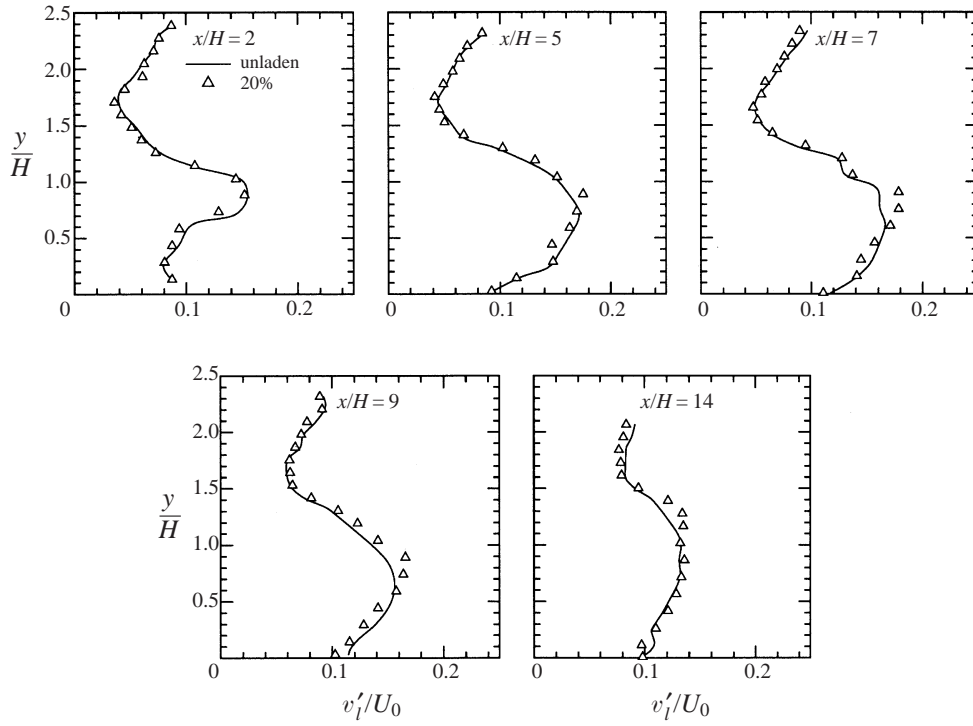 2.5
2.0
1.5
1.0
0.5
y/H
x/H = 2
unladen
20%
0 0.1 0.2
x/H = 5
0 0.1 0.2
x/H = 7
0 0.1 0.2
2.5
2.0
1.5
1.0
0.5
y/H
x/H = 9
0 0.1 0.2
v′l/U0
x/H = 14
0 0.1 0.2
v′l/U0